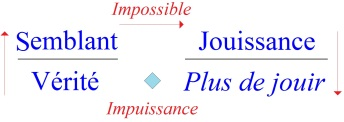 Impossible
Semblant Jouissance
Vérité Plus de jouir
Impuissance